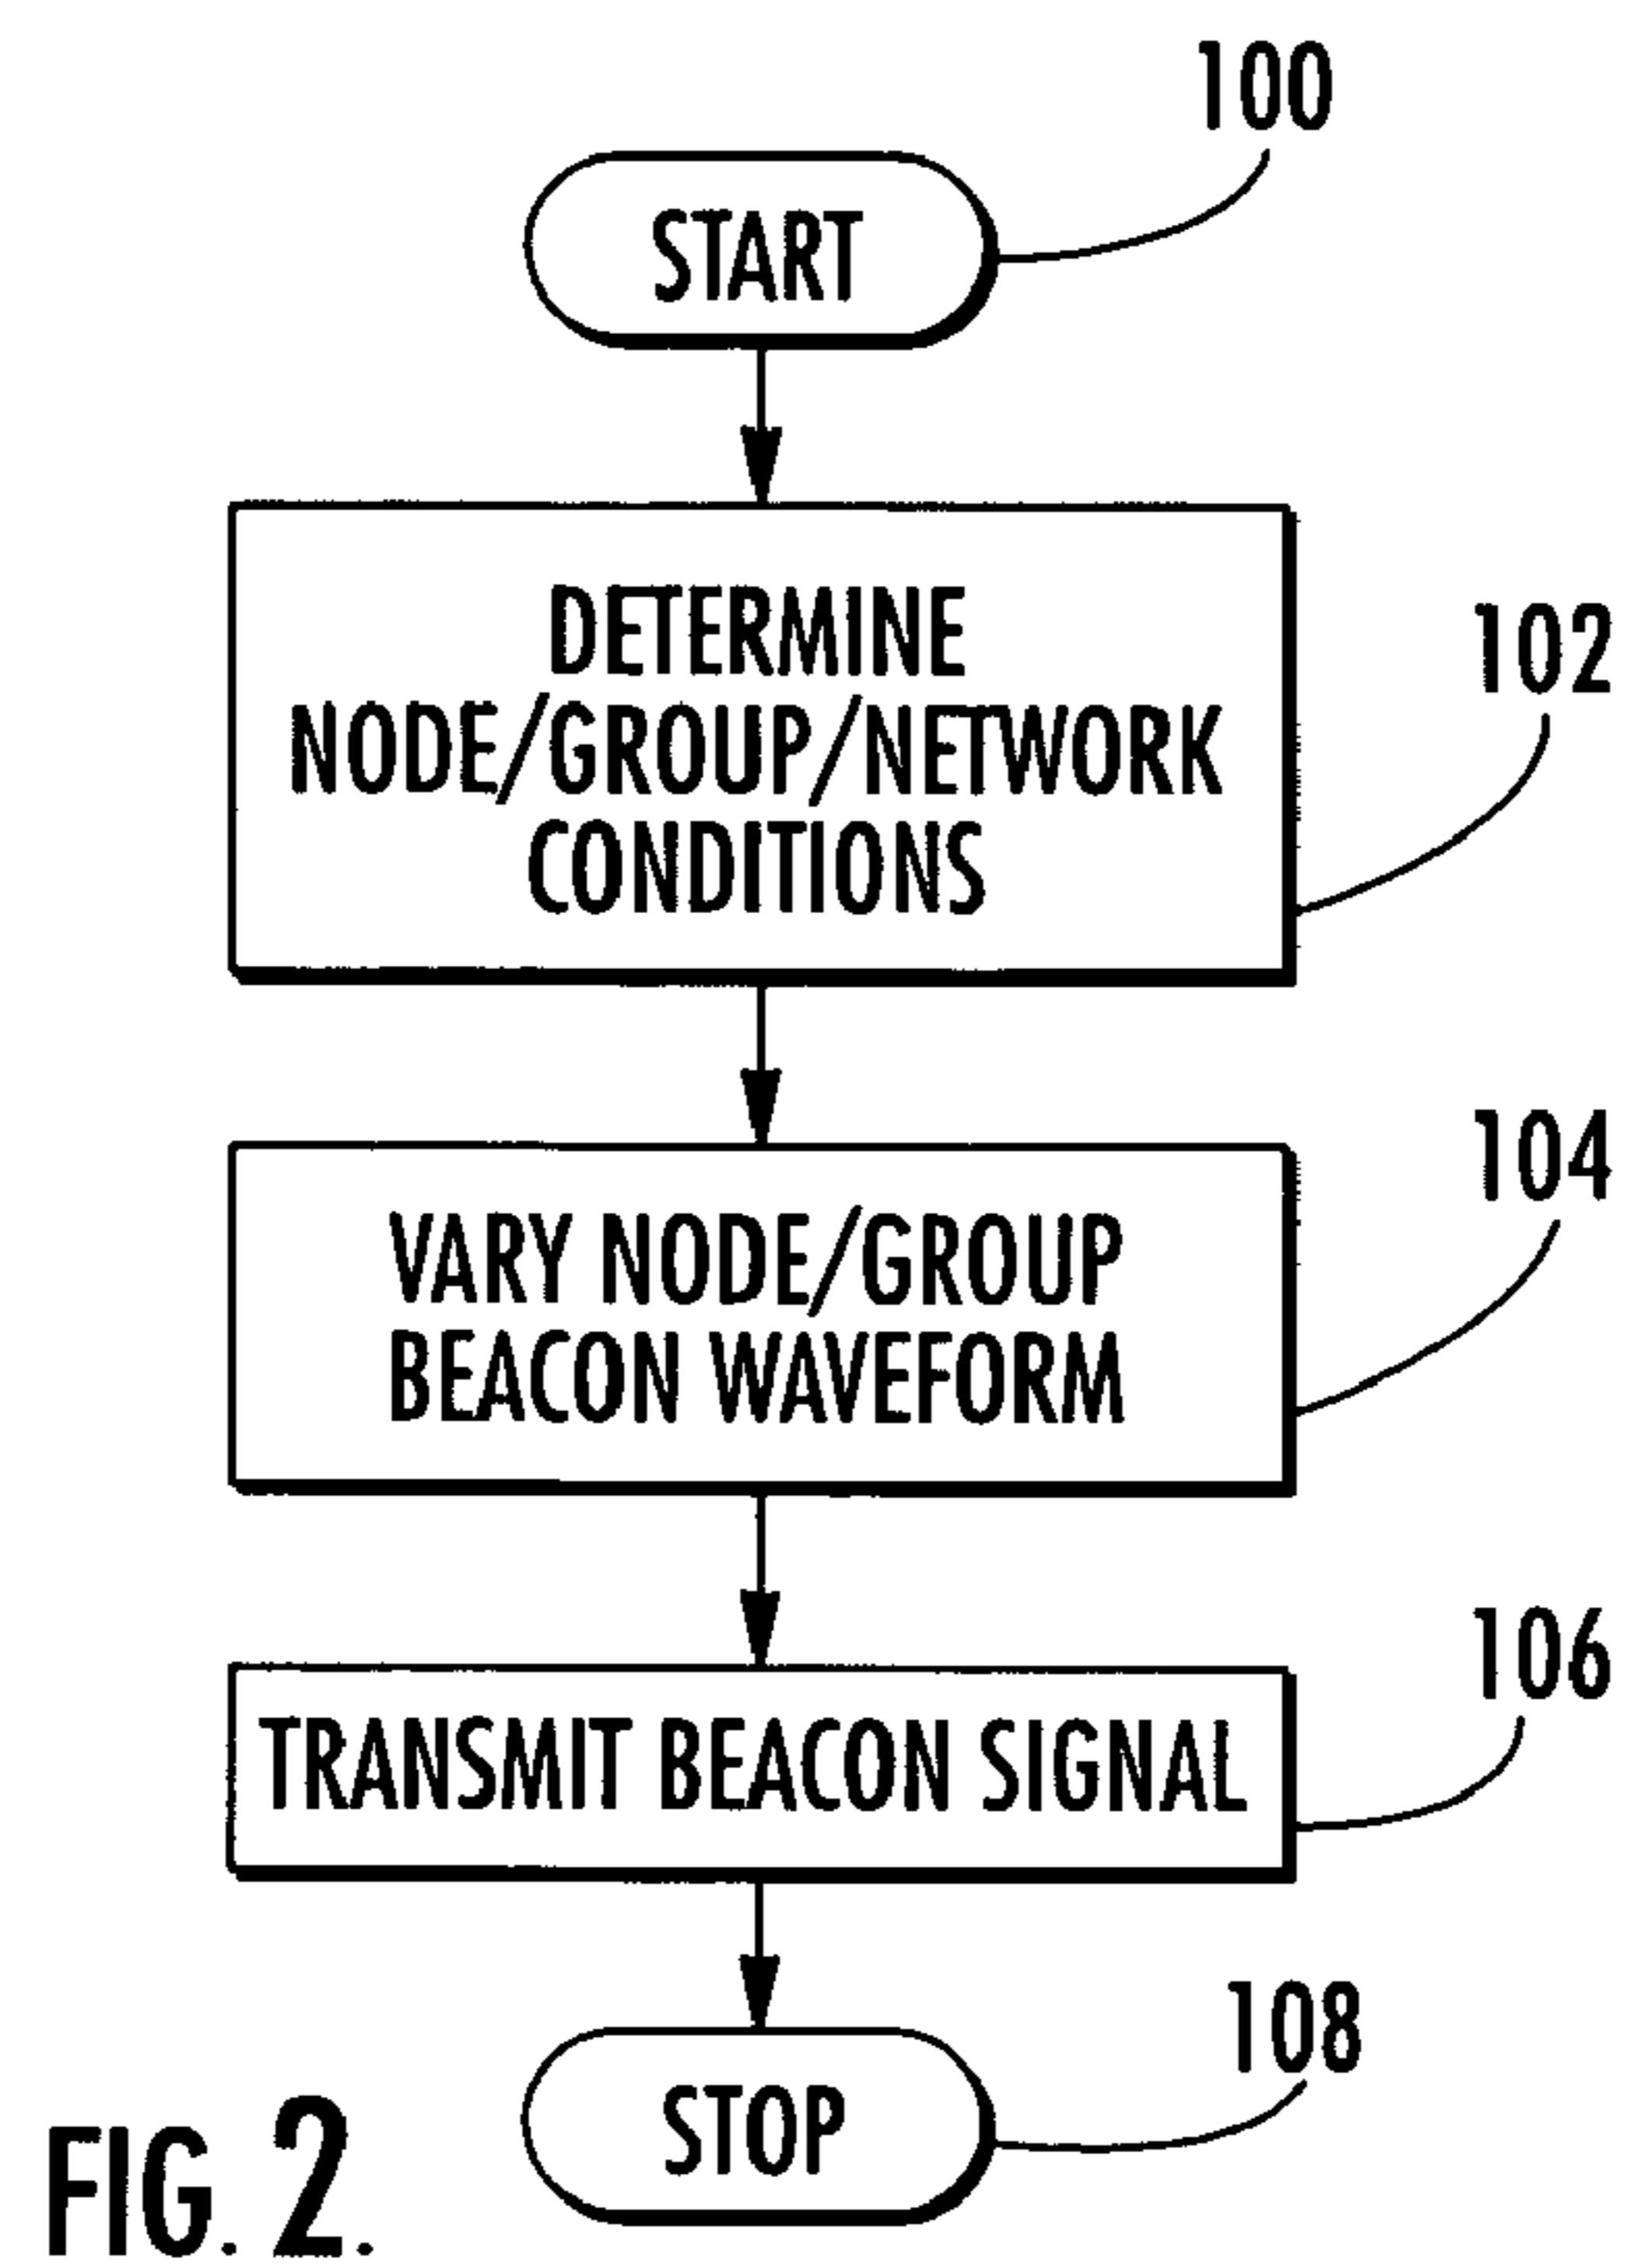 100
START
DETERMINE
NODE/GROUP/NETWORK
CONDITIONS
102
VARY NODE/GROUP
BEACON WAVEFORM
104
TRANSMIT BEACON SIGNAL
106
STOP
108
FIG. 2.